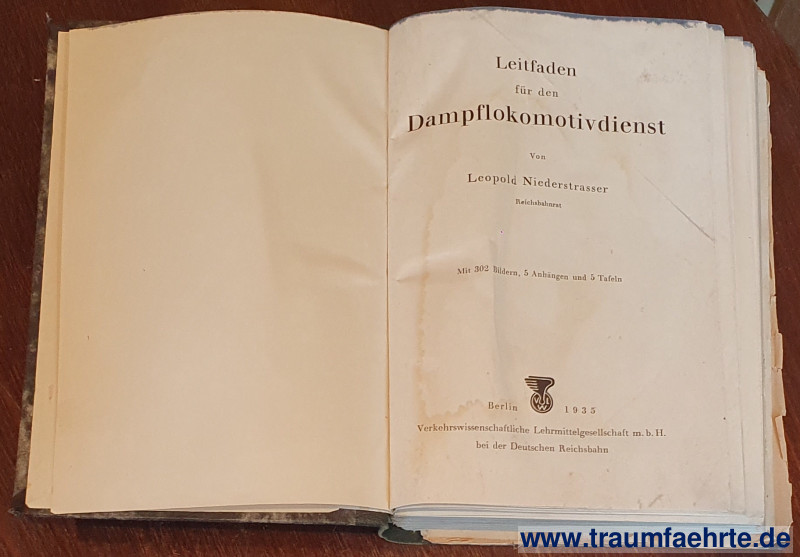 Leitfaden
für den
Dampflokomotivdienst
Von
Leopold Niederstrasser
Reichsbahnrat
Mit 302 Bildern, 5 Anhängen und 5 Tafeln
Berlin VLW 1935
Verkehrswissenschaftliche Lehrmittelgesellschaft m. b. H.
bei der Deutschen Reichsbahn
www.traumfaehrte.de